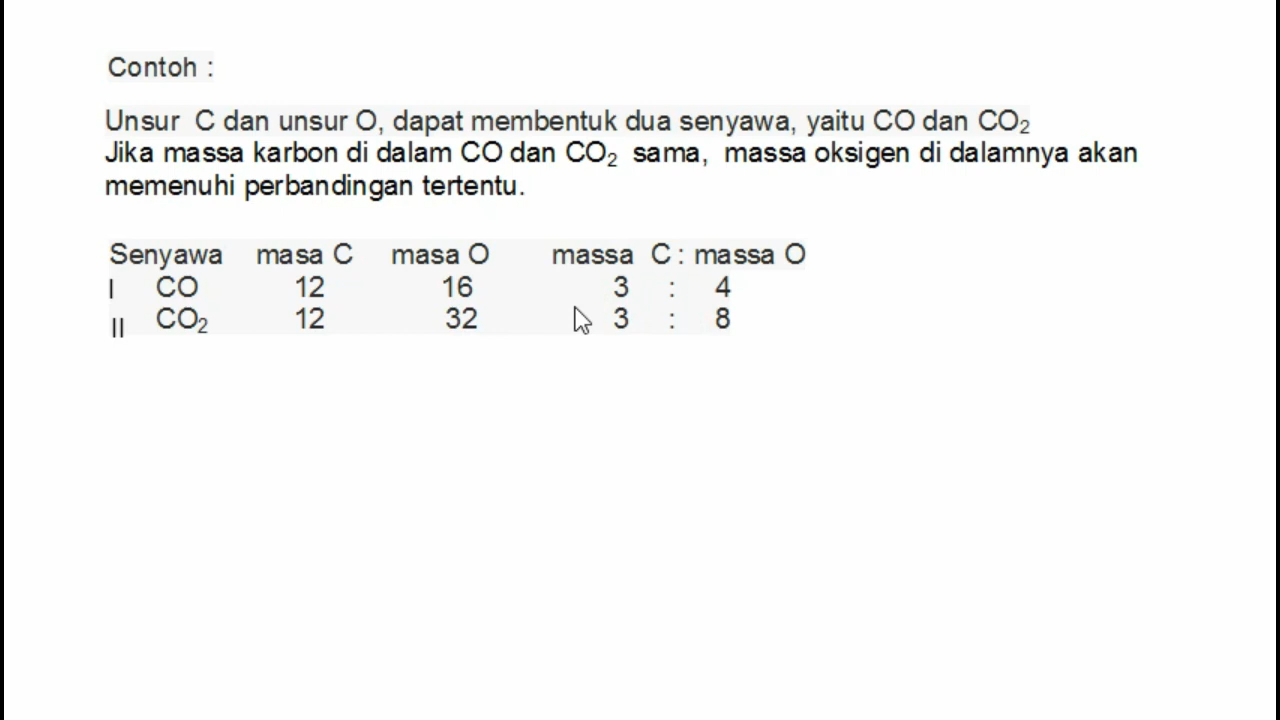 Contoh :
Unsur C dan unsur O, dapat membentuk dua senyawa, yaitu CO dan CO₂
Jika massa karbon di dalam CO dan CO₂ sama, massa oksigen di dalamnya akan
memenuhi perbandingan tertentu.
Senyawa masa C masa O massa C : massa O
I CO 12 16 3 : 4
II CO₂ 12 32 3 : 8